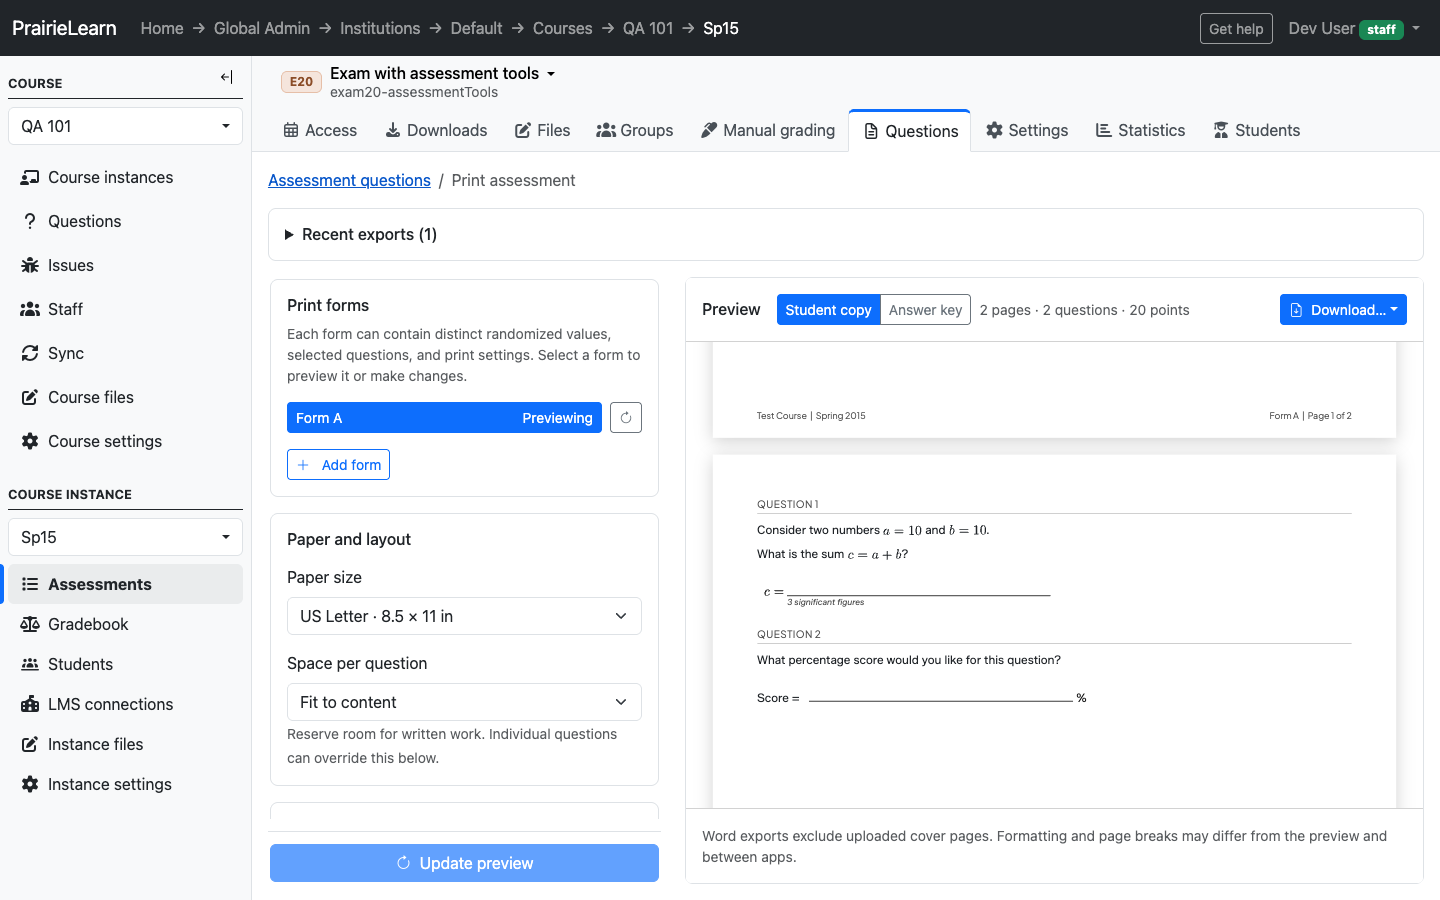 PrairieLearn Home → Global Admin → Institutions → Default → Courses → QA 101 → Sp15 Get help Dev User staff
COURSE
QA 101
Course instances
Questions
Issues
Staff
Sync
Course files
Course settings
COURSE INSTANCE
Sp15
Assessments
Gradebook
Students
LMS connections
Instance files
Instance settings
E20 Exam with assessment tools
exam20-assessmentTools
Access Downloads Files Groups Manual grading Questions Settings Statistics Students
Assessment questions / Print assessment
Recent exports (1)
Print forms
Each form can contain distinct randomized values,
selected questions, and print settings. Select a form to
preview it or make changes.
Form A Previewing
Add form
Paper and layout
Paper size
US Letter · 8.5 × 11 in
Space per question
Fit to content
Reserve room for written work. Individual questions
can override this below.
Update preview
Preview Student copy Answer key 2 pages · 2 questions · 20 points Download...
Test Course | Spring 2015 Form A | Page 1 of 2
QUESTION 1
Consider two numbers a = 10 and b = 10.
What is the sum c = a + b?
c =
3 significant figures
QUESTION 2
What percentage score would you like for this question?
Score = %
Word exports exclude uploaded cover pages. Formatting and page breaks may differ from the preview and
between apps.